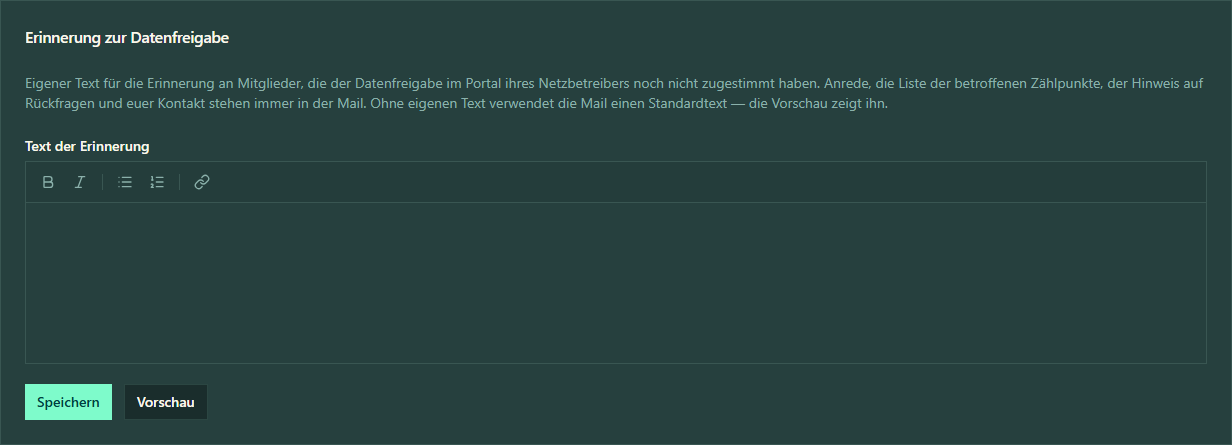 Erinnerung zur Datenfreigabe
Eigener Text für die Erinnerung an Mitglieder, die der Datenfreigabe im Portal ihres Netzbetreibers noch nicht zugestimmt haben. Anrede, die Liste der betroffenen Zählpunkte, der Hinweis auf
Rückfragen und euer Kontakt stehen immer in der Mail. Ohne eigenen Text verwendet die Mail einen Standardtext — die Vorschau zeigt ihn.
Text der Erinnerung
Speichern Vorschau